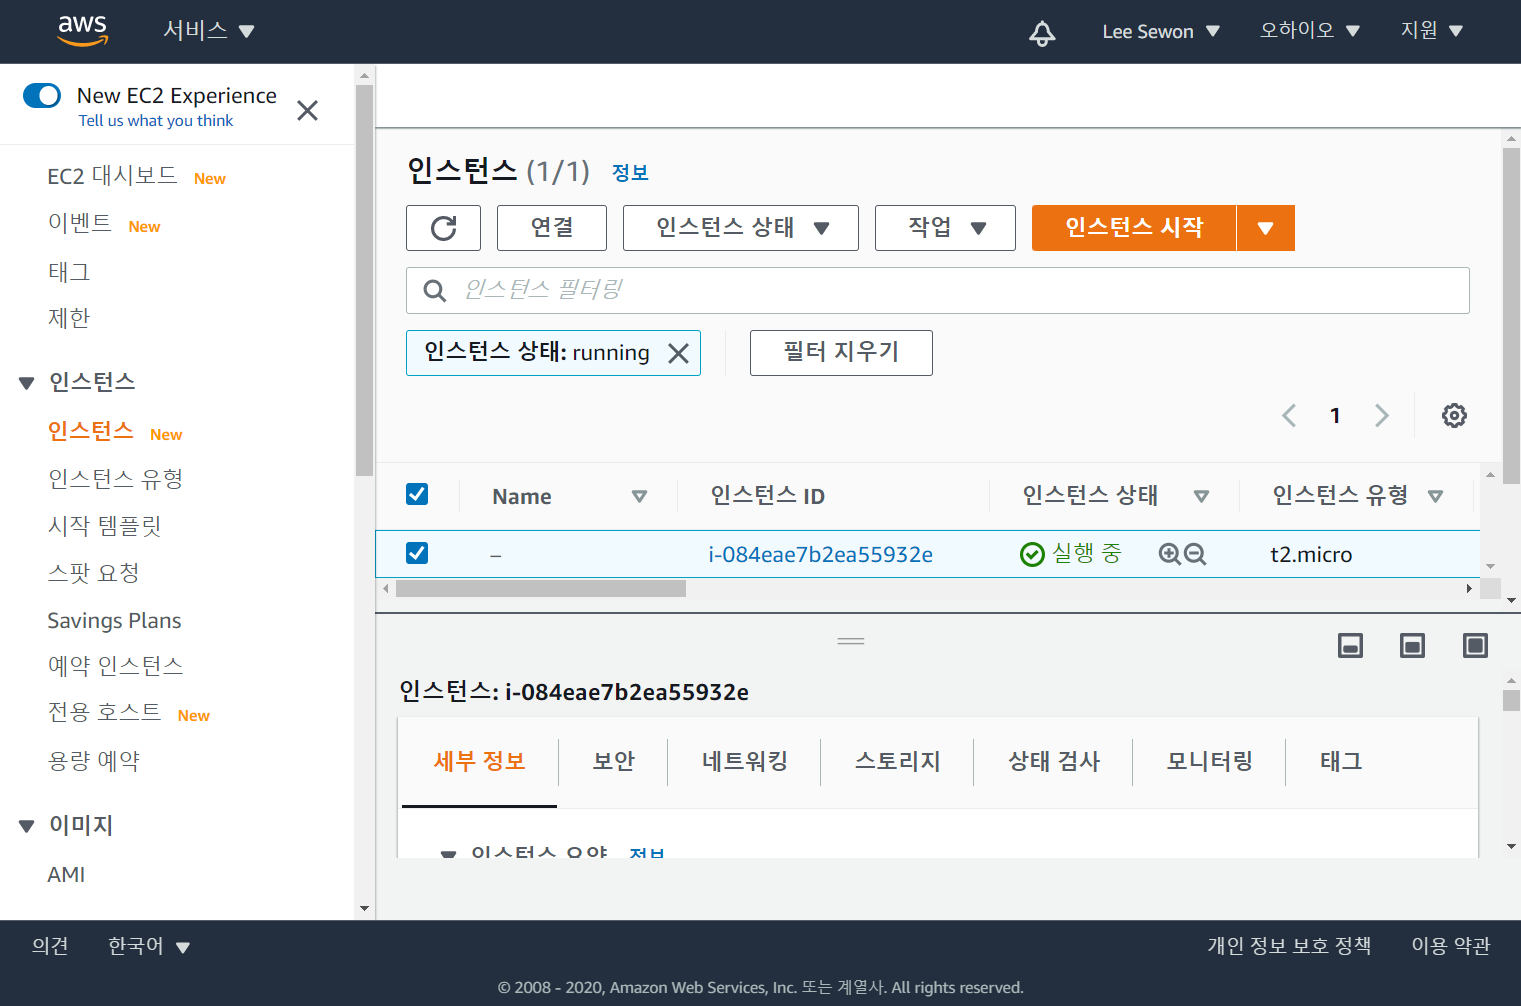 aws 서비스 Lee Sewon 오하이오 지원
New EC2 Experience
Tell us what you think
EC2 대시보드 New
이벤트 New
태그
제한
인스턴스
인스턴스 New
인스턴스 유형
시작 템플릿
스팟 요청
Savings Plans
예약 인스턴스
전용 호스트 New
용량 예약
이미지
AMI
인스턴스 (1/1) 정보
연결 인스턴스 상태 작업 인스턴스 시작
인스턴스 필터링
인스턴스 상태: running 필터 지우기
1
Name 인스턴스 ID 인스턴스 상태 인스턴스 유형
– i-084eae7b2ea55932e 실행 중 t2.micro
인스턴스: i-084eae7b2ea55932e
세부 정보 보안 네트워킹 스토리지 상태 검사 모니터링 태그
인스턴스 요약 정보
의견 한국어 개인 정보 보호 정책 이용 약관
© 2008 - 2020, Amazon Web Services, Inc. 또는 계열사. All rights reserved.